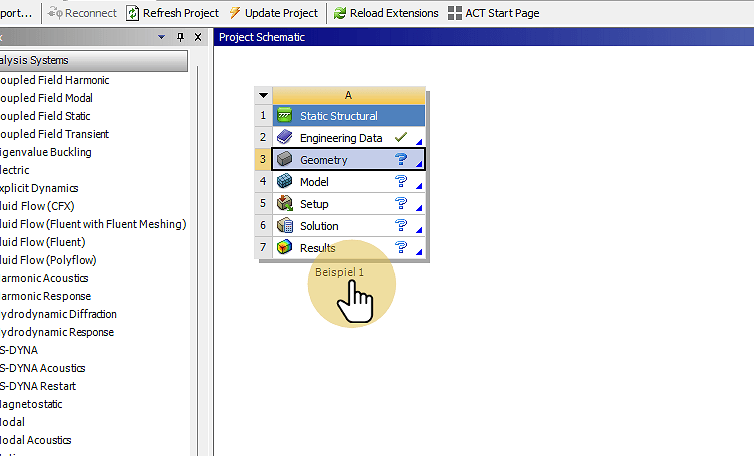 port... Reconnect Refresh Project Update Project Reload Extensions ACT Start Page
x
Project Schematic
alysis Systems
oupled Field Harmonic
oupled Field Modal
oupled Field Static
oupled Field Transient
igenvalue Buckling
lectric
xplicit Dynamics
luid Flow (CFX)
luid Flow (Fluent with Fluent Meshing)
luid Flow (Fluent)
luid Flow (Polyflow)
armonic Acoustics
armonic Response
ydrodynamic Diffraction
ydrodynamic Response
S-DYNA
S-DYNA Acoustics
S-DYNA Restart
agnetostatic
odal
odal Acoustics
A
1 Static Structural
2 Engineering Data
3 Geometry ?
4 Model ?
5 Setup ?
6 Solution ?
7 Results ?
Beispiel 1